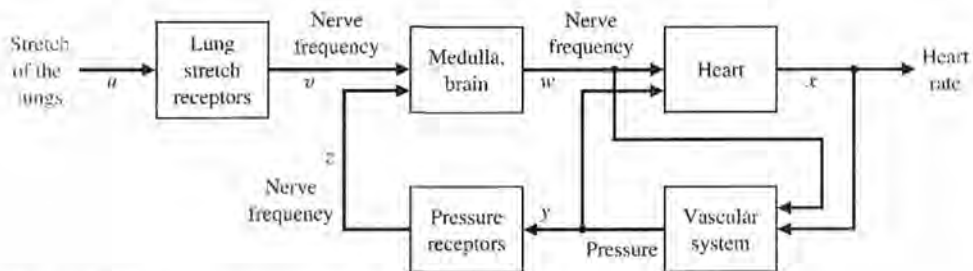 Stretch
of the
lungs
a
Lung
stretch
receptors
Nerve
frequency
v
Medulla,
brain
Nerve
frequency
w
Heart
x
Heart
rate
z
Nerve
frequency
Pressure
receptors
y
Pressure
Vascular
system